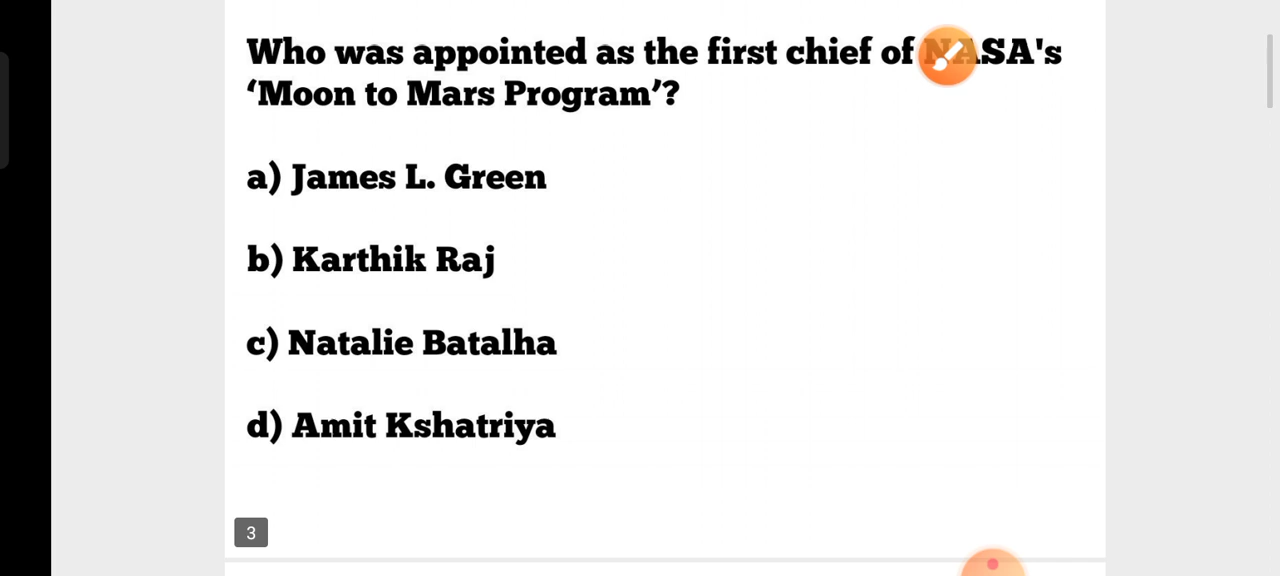 Who was appointed as the first chief of NASA's
‘Moon to Mars Program’?
a) James L. Green
b) Karthik Raj
c) Natalie Batalha
d) Amit Kshatriya
3